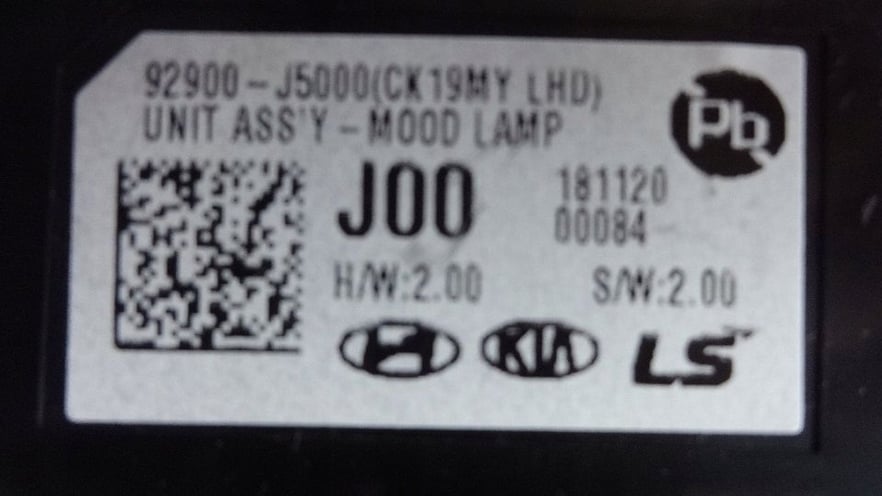 92900-J5000(CK19MY LHD)
UNIT ASS'Y-MOOD LAMP
Pb
J00
181120
00084
H/W:2.00
S/W:2.00
KIA
LS